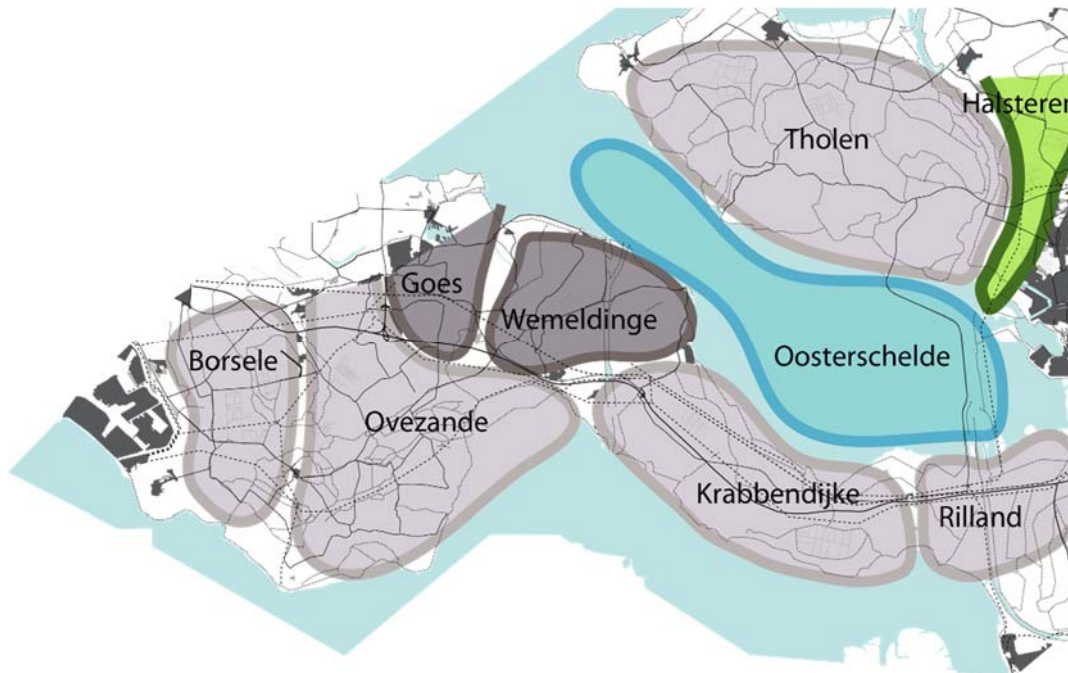 Halsteren
Tholen
Goes
Wemeldinge
Borsele
Oosterschelde
Ovezande
Krabbendijke
Rilland